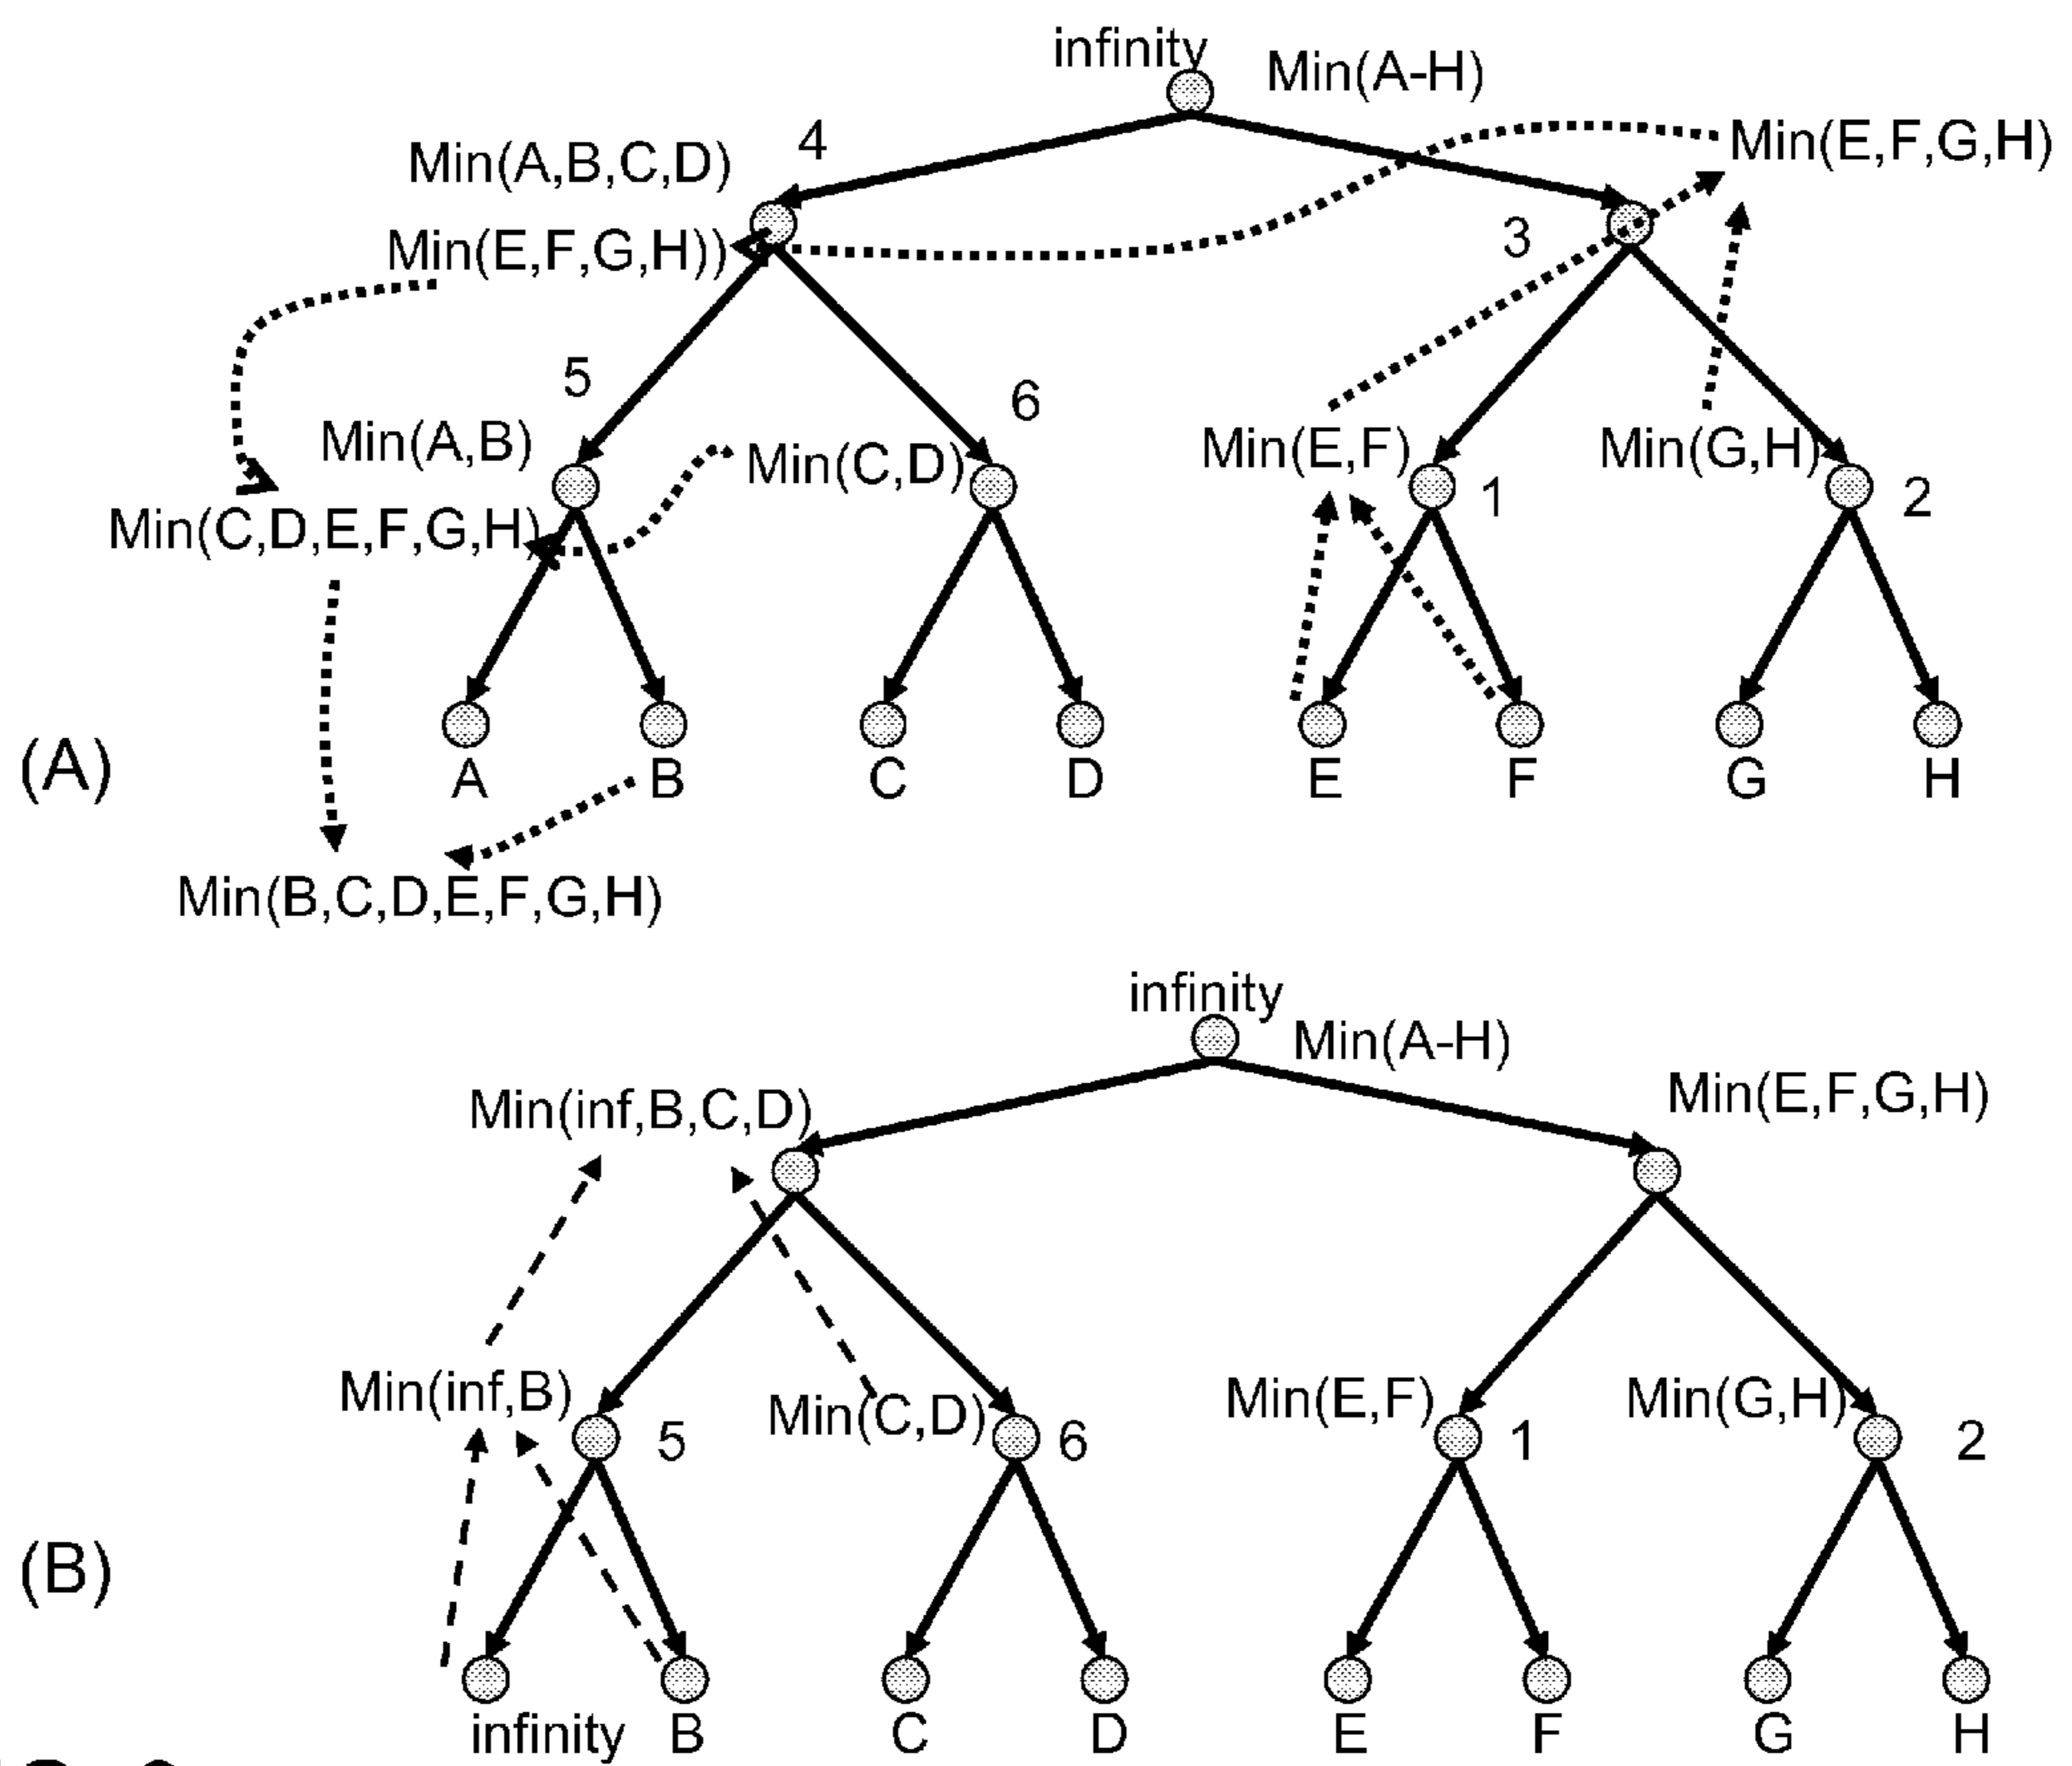 infinity
Min(A-H)
Min(A,B,C,D)
4
Min(E,F,G,H)
Min(E,F,G,H))
3
5
6
Min(A,B)
Min(C,D)
Min(E,F)
1
Min(G,H)
2
Min(C,D,E,F,G,H)
(A)
A
B
C
D
E
F
G
H
Min(B,C,D,E,F,G,H)
infinity
Min(A-H)
Min(inf,B,C,D)
Min(E,F,G,H)
Min(inf,B)
5
Min(C,D)
6
Min(E,F)
1
Min(G,H)
2
(B)
infinity
B
C
D
E
F
G
H